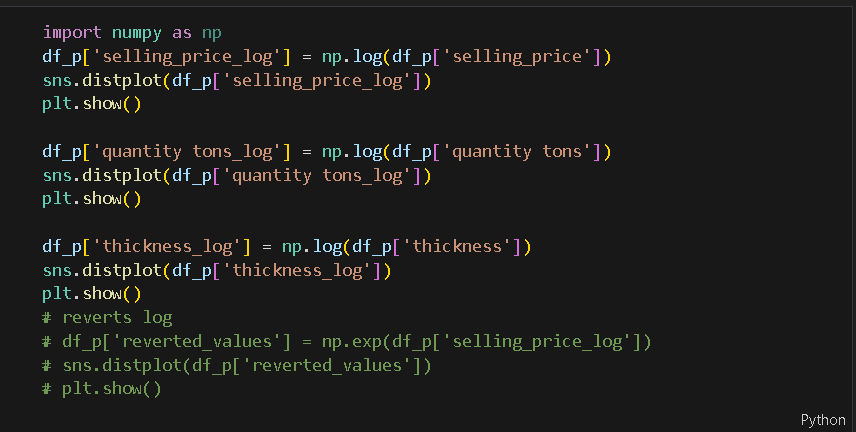 import numpy as np
df_p['selling_price_log'] = np.log(df_p['selling_price'])
sns.distplot(df_p['selling_price_log'])
plt.show()

df_p['quantity tons_log'] = np.log(df_p['quantity tons'])
sns.distplot(df_p['quantity tons_log'])
plt.show()

df_p['thickness_log'] = np.log(df_p['thickness'])
sns.distplot(df_p['thickness_log'])
plt.show()
# reverts log
# df_p['reverted_values'] = np.exp(df_p['selling_price_log'])
# sns.distplot(df_p['reverted_values'])
# plt.show()
Python